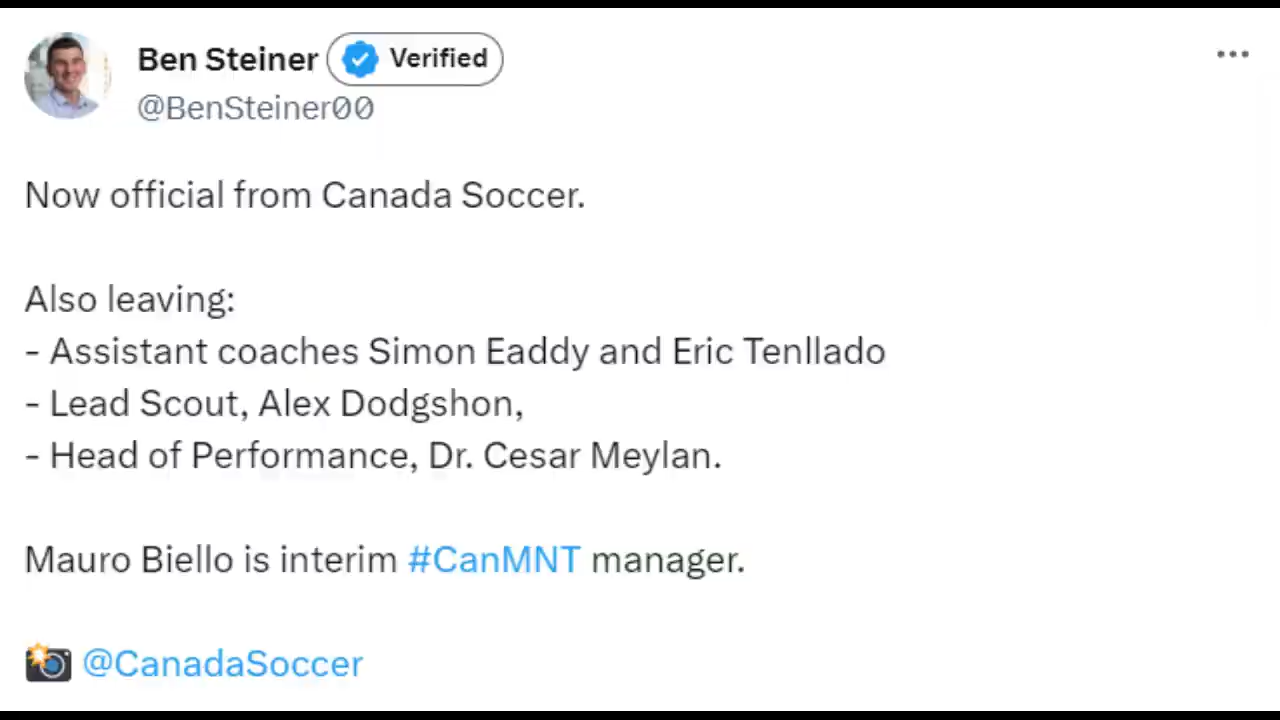 Ben Steiner Verified
@BenSteiner00
Now official from Canada Soccer.
Also leaving:
- Assistant coaches Simon Eaddy and Eric Tenllado
- Lead Scout, Alex Dodgshon,
- Head of Performance, Dr. Cesar Meylan.
Mauro Biello is interim #CanMNT manager.
@CanadaSoccer